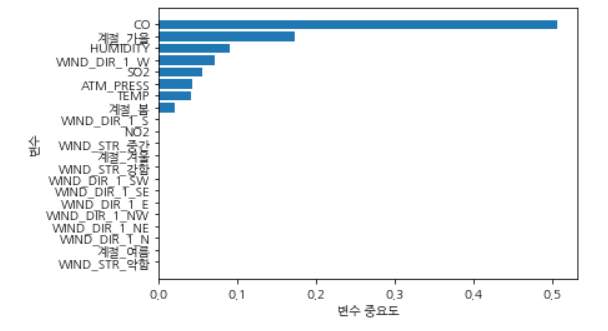 CO
계절_가을
HUMIDITY
WIND_DIR_1_W
SO2
ATM_PRESS
TEMP
계절_봄
WIND_DIR_1_S
NO2
WIND_STR_중간
계절_겨울
WIND_STR_강함
WIND_DIR_1_SW
WIND_DIR_1_SE
WIND_DIR_1_E
WIND_DIR_1_NW
WIND_DIR_1_NE
WIND_DIR_1_N
계절_여름
WIND_STR_약함
변수
0.0 0.1 0.2 0.3 0.4 0.5
변수 중요도